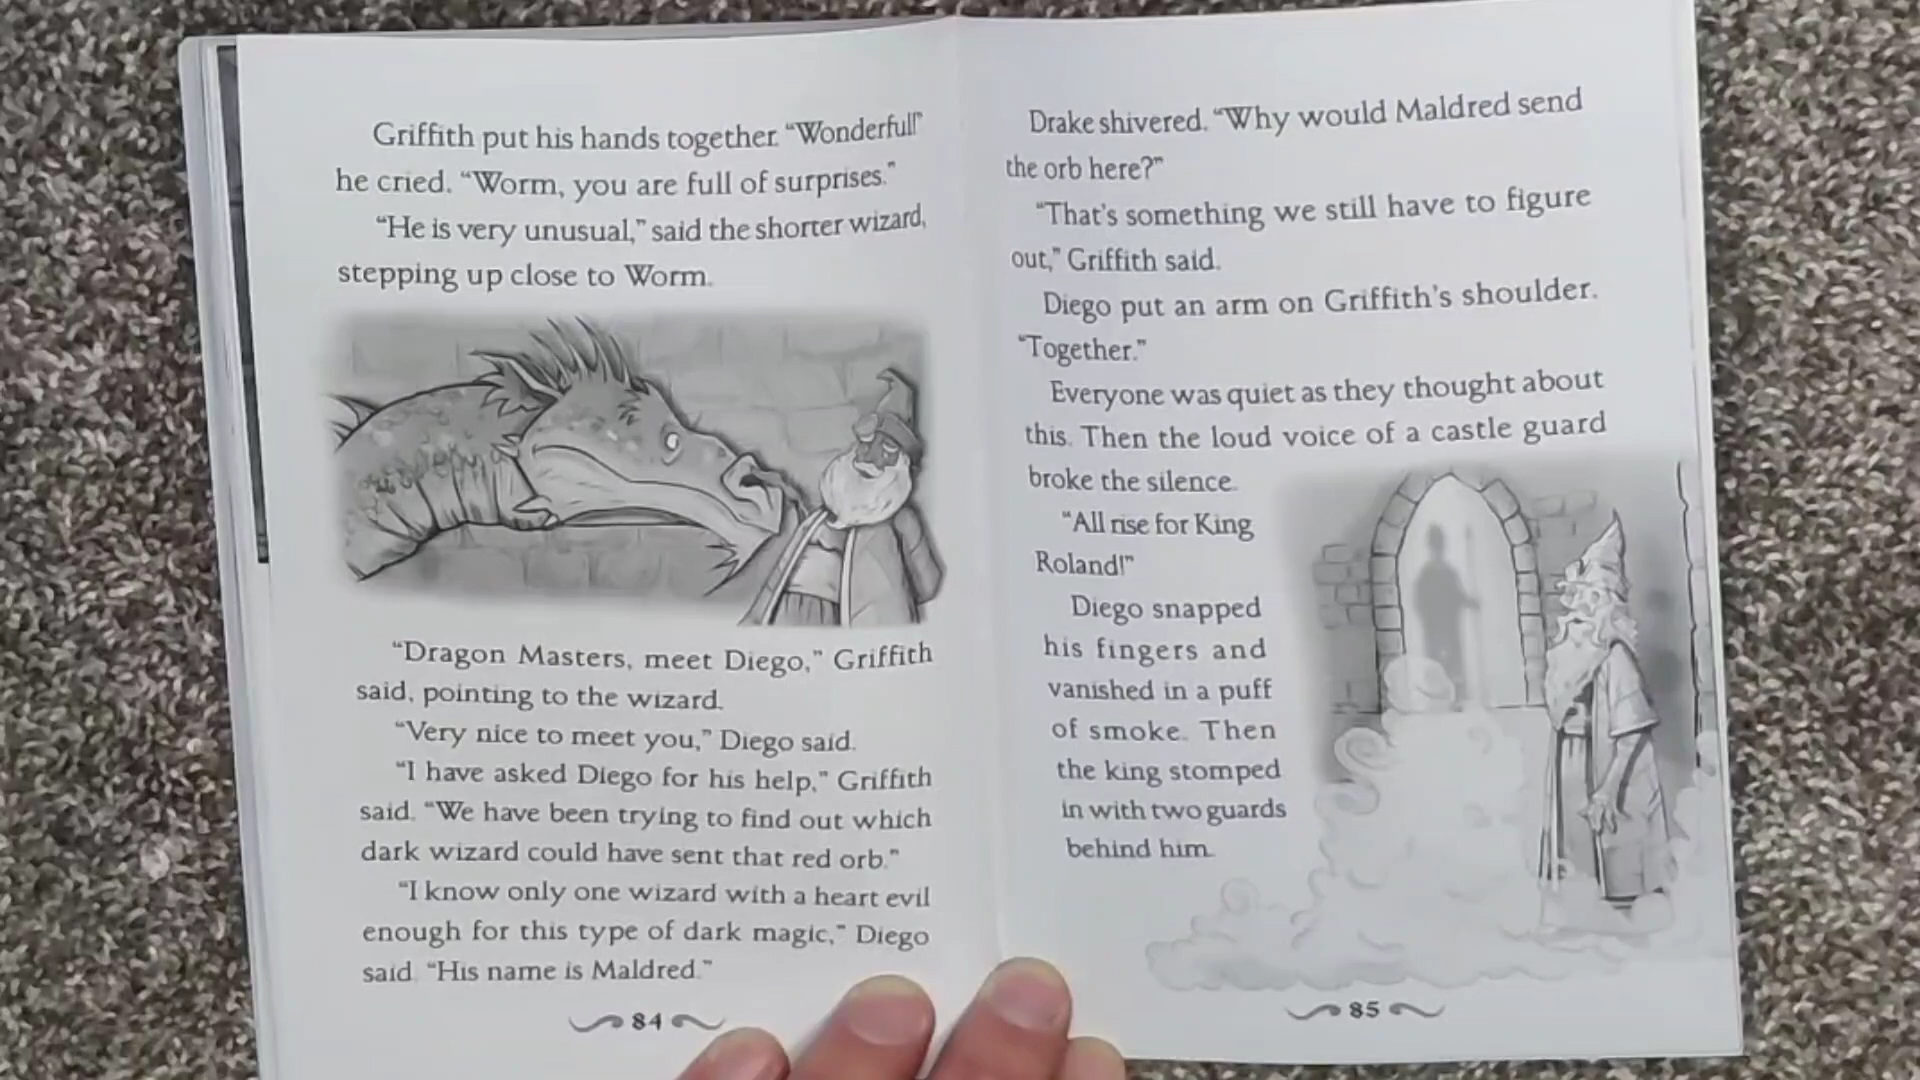 Griffith put his hands together. “Wonderful!”
he cried. “Worm, you are full of surprises.”
“He is very unusual,” said the shorter wizard,
stepping up close to Worm.
“Dragon Masters, meet Diego,” Griffith
said, pointing to the wizard.
“Very nice to meet you,” Diego said.
“I have asked Diego for his help,” Griffith
said. “We have been trying to find out which
dark wizard could have sent that red orb.”
“I know only one wizard with a heart evil
enough for this type of dark magic,” Diego
said. “His name is Maldred.”
84
Drake shivered. “Why would Maldred send
the orb here?”
“That’s something we still have to figure
out,” Griffith said.
Diego put an arm on Griffith’s shoulder.
“Together.”
Everyone was quiet as they thought about
this. Then the loud voice of a castle guard
broke the silence.
“All rise for King
Roland!”
Diego snapped
his fingers and
vanished in a puff
of smoke. Then
the king stomped
in with two guards
behind him.
85